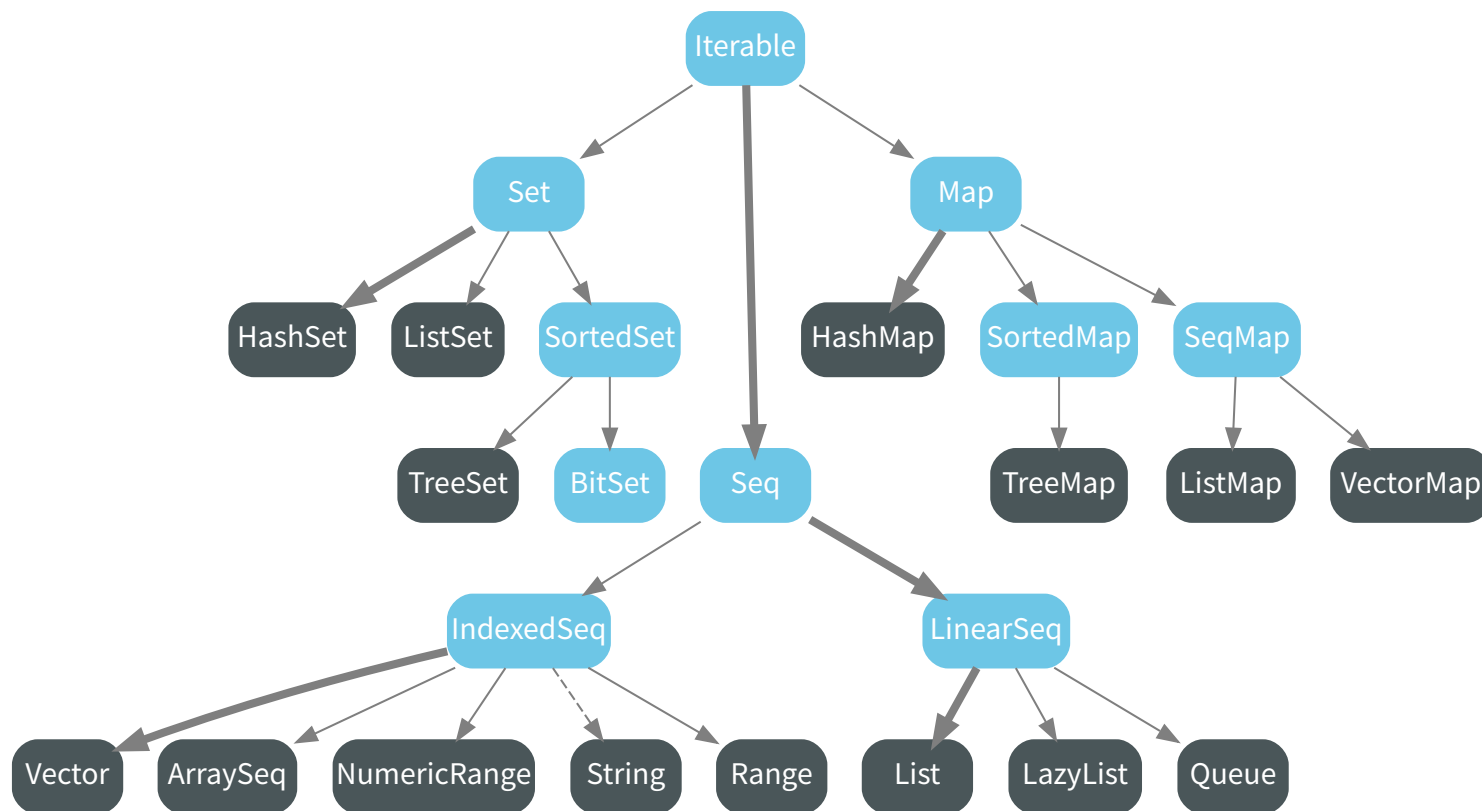 Iterable
Set
Map
HashSet
ListSet
SortedSet
HashMap
SortedMap
SeqMap
TreeSet
BitSet
Seq
TreeMap
ListMap
VectorMap
IndexedSeq
LinearSeq
Vector
ArraySeq
NumericRange
String
Range
List
LazyList
Queue